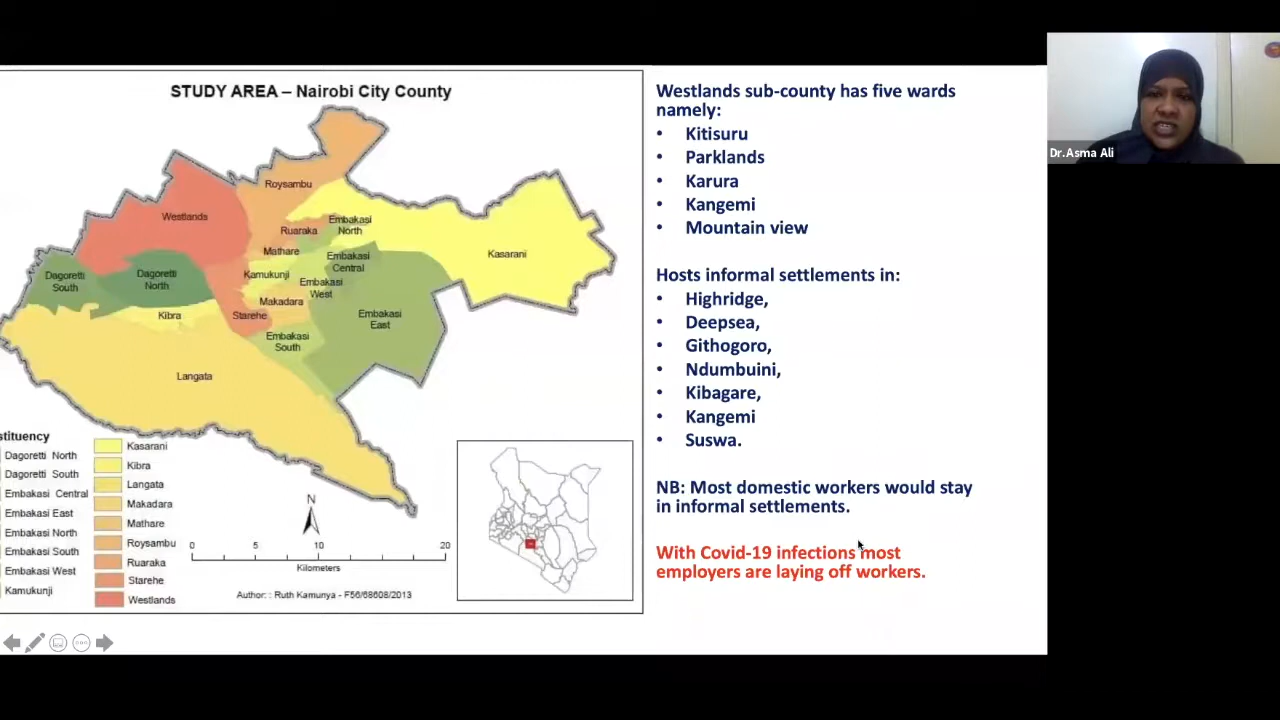 STUDY AREA – Nairobi City County
Roysambu
Westlands
Ruaraka
Embakasi
North
Mathare
Kasarani
Embakasi
Central
Dagoretti
South
Dagoretti
North
Kamukunji
Embakasi
West
Makadara
Kibra
Starehe
Embakasi
East
Embakasi
South
Langata
stituency
Dagoretti North
Dagoretti South
Embakasi Central
Embakasi East
Embakasi North
Embakasi South
Embakasi West
Kamukunji
Kasarani
Kibra
Langata
Makadara
Mathare
Roysambu
Ruaraka
Starehe
Westlands
N
0 5 10 20
Kilometers
Author: : Ruth Kamunya - F56/68608/2013
Westlands sub-county has five wards
namely:
• Kitisuru
• Parklands
• Karura
• Kangemi
• Mountain view
Hosts informal settlements in:
• Highridge,
• Deepsea,
• Githogoro,
• Ndumbuini,
• Kibagare,
• Kangemi
• Suswa.
NB: Most domestic workers would stay
in informal settlements.
With Covid-19 infections most
employers are laying off workers.
Dr.Asma Ali